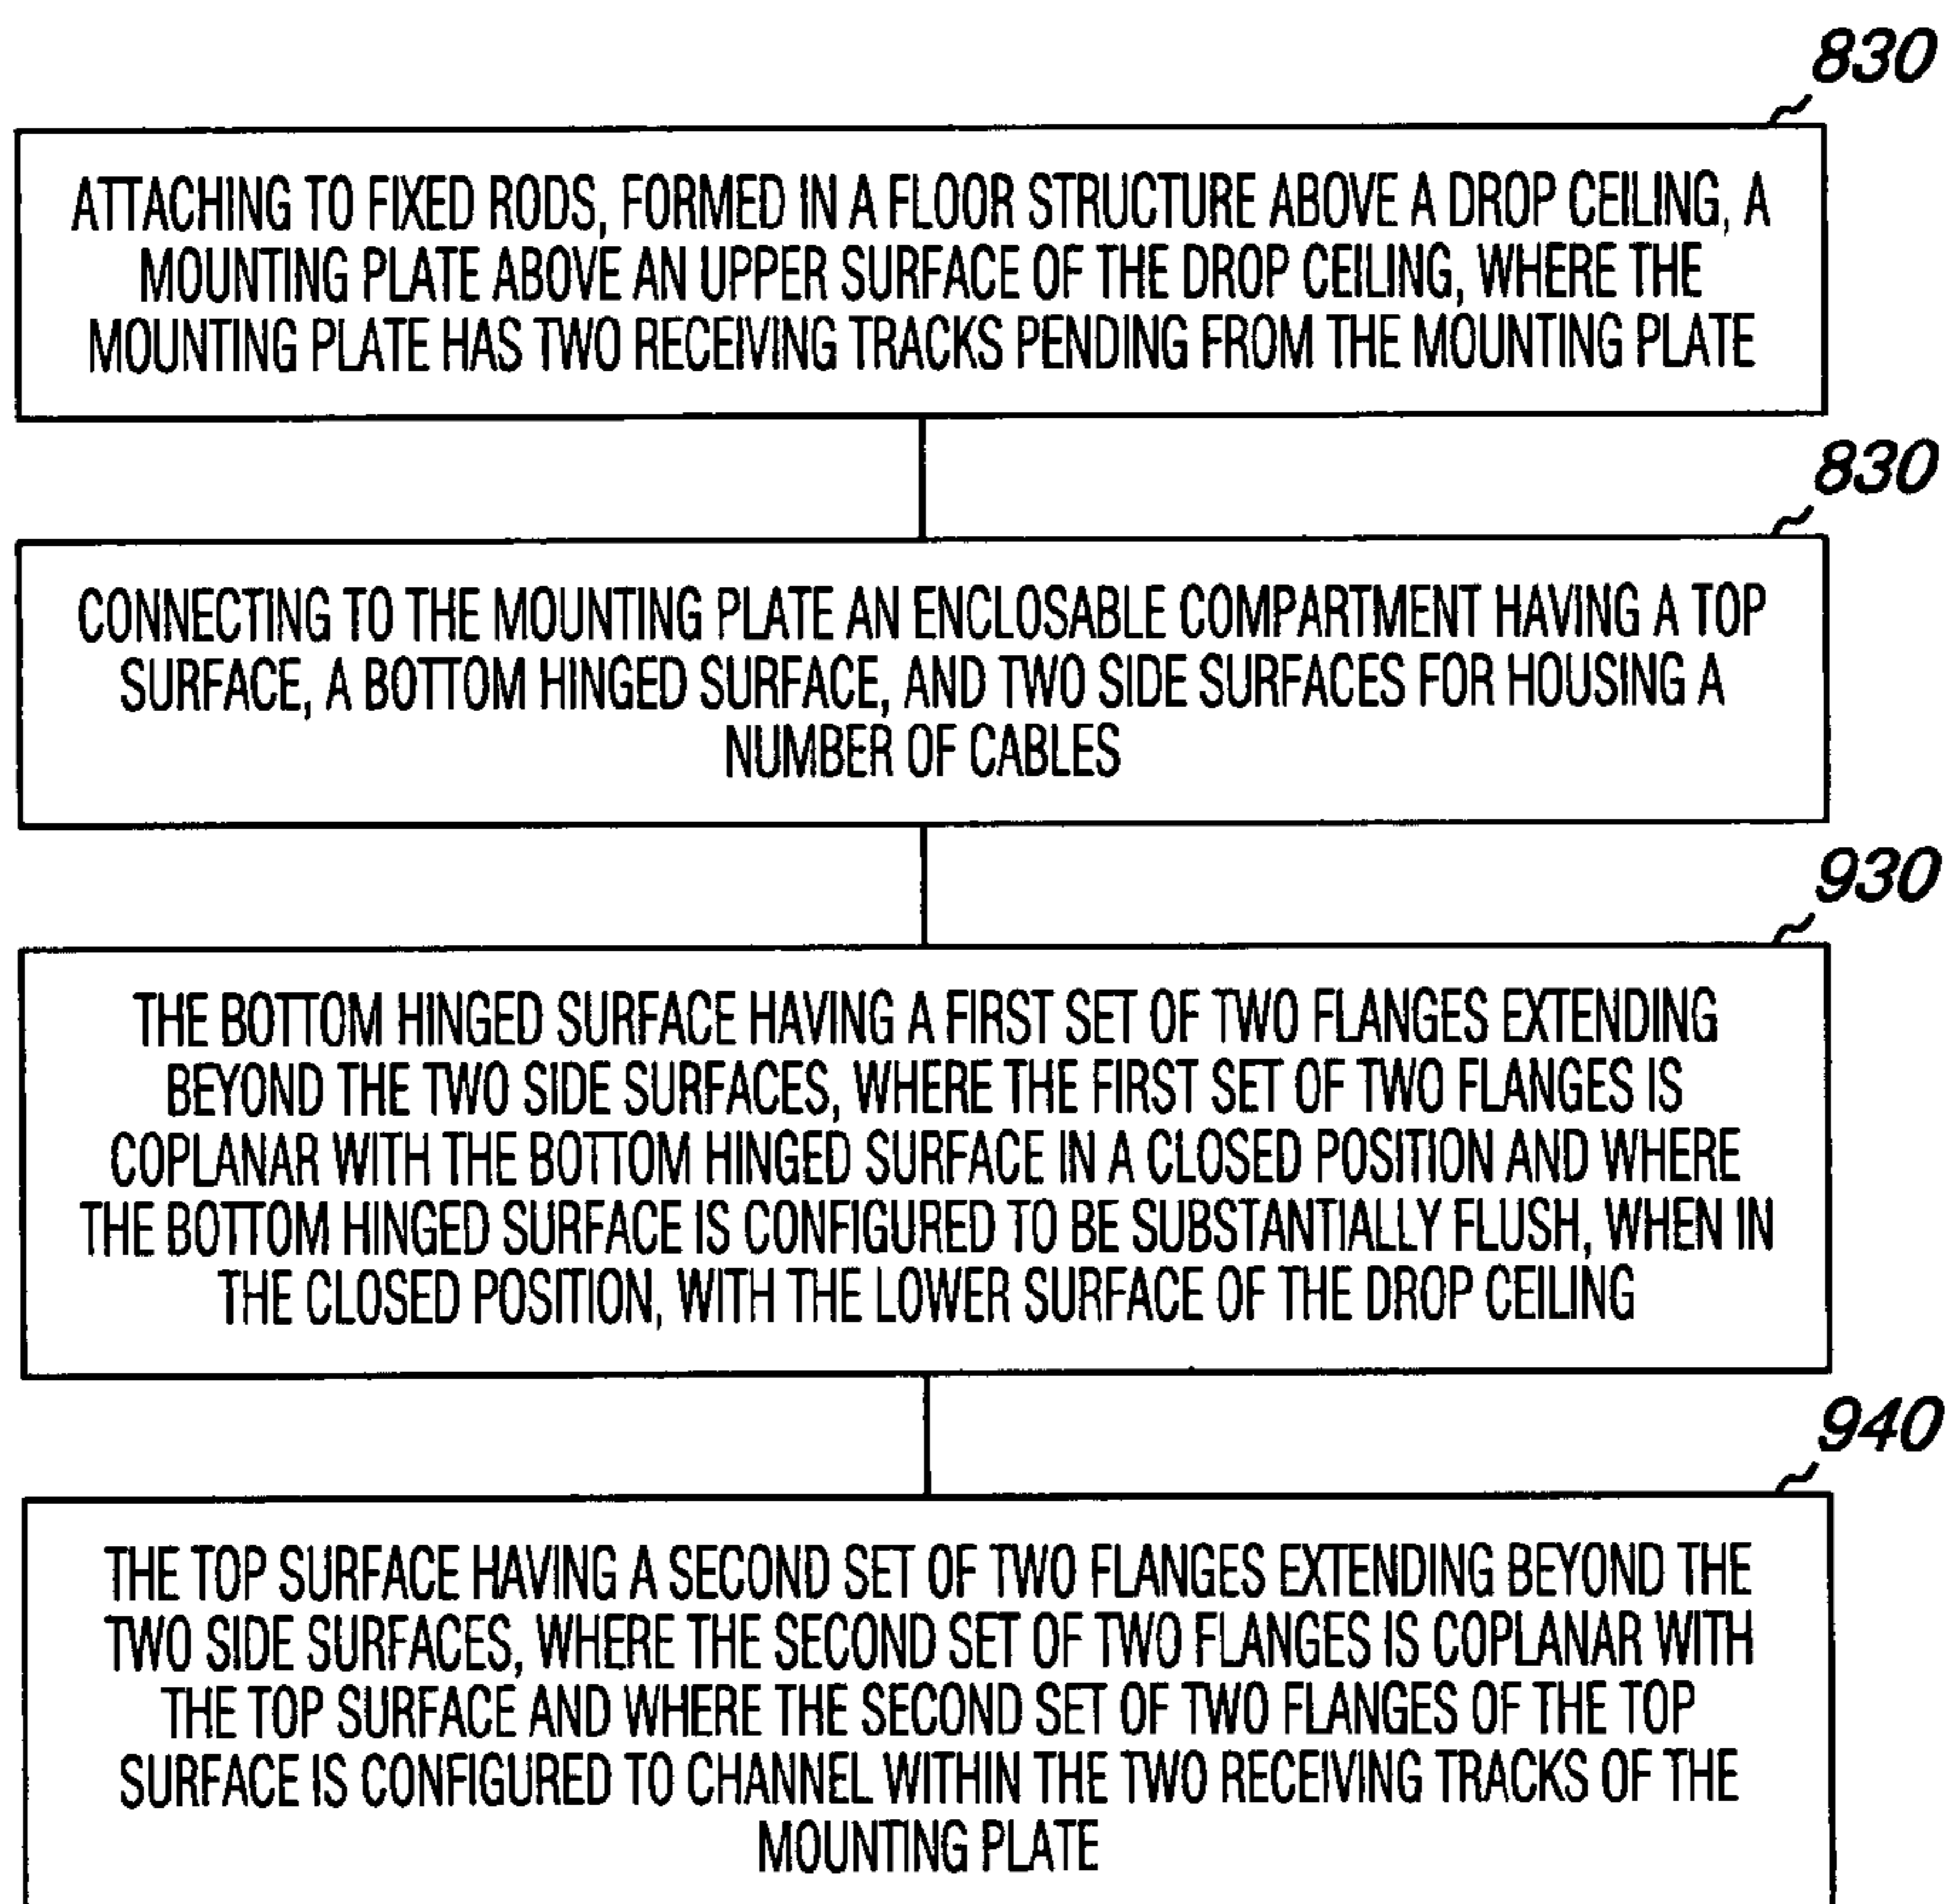 830
ATTACHING TO FIXED RODS, FORMED IN A FLOOR STRUCTURE ABOVE A DROP CEILING, A
MOUNTING PLATE ABOVE AN UPPER SURFACE OF THE DROP CEILING, WHERE THE
MOUNTING PLATE HAS TWO RECEIVING TRACKS PENDING FROM THE MOUNTING PLATE
830
CONNECTING TO THE MOUNTING PLATE AN ENCLOSABLE COMPARTMENT HAVING A TOP
SURFACE, A BOTTOM HINGED SURFACE, AND TWO SIDE SURFACES FOR HOUSING A
NUMBER OF CABLES
930
THE BOTTOM HINGED SURFACE HAVING A FIRST SET OF TWO FLANGES EXTENDING
BEYOND THE TWO SIDE SURFACES, WHERE THE FIRST SET OF TWO FLANGES IS
COPLANAR WITH THE BOTTOM HINGED SURFACE IN A CLOSED POSITION AND WHERE
THE BOTTOM HINGED SURFACE IS CONFIGURED TO BE SUBSTANTIALLY FLUSH, WHEN IN
THE CLOSED POSITION, WITH THE LOWER SURFACE OF THE DROP CEILING
940
THE TOP SURFACE HAVING A SECOND SET OF TWO FLANGES EXTENDING BEYOND THE
TWO SIDE SURFACES, WHERE THE SECOND SET OF TWO FLANGES IS COPLANAR WITH
THE TOP SURFACE AND WHERE THE SECOND SET OF TWO FLANGES OF THE TOP
SURFACE IS CONFIGURED TO CHANNEL WITHIN THE TWO RECEIVING TRACKS OF THE
MOUNTING PLATE